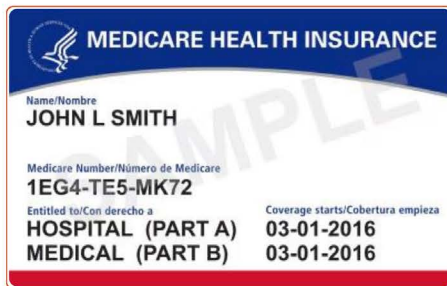 MEDICARE HEALTH INSURANCE
Name/Nombre
JOHN L SMITH
Medicare Number/Número de Medicare
1EG4-TE5-MK72
Entitled to/Con derecho a Coverage starts/Cobertura empieza
HOSPITAL (PART A) 03-01-2016
MEDICAL (PART B) 03-01-2016
SAMPLE